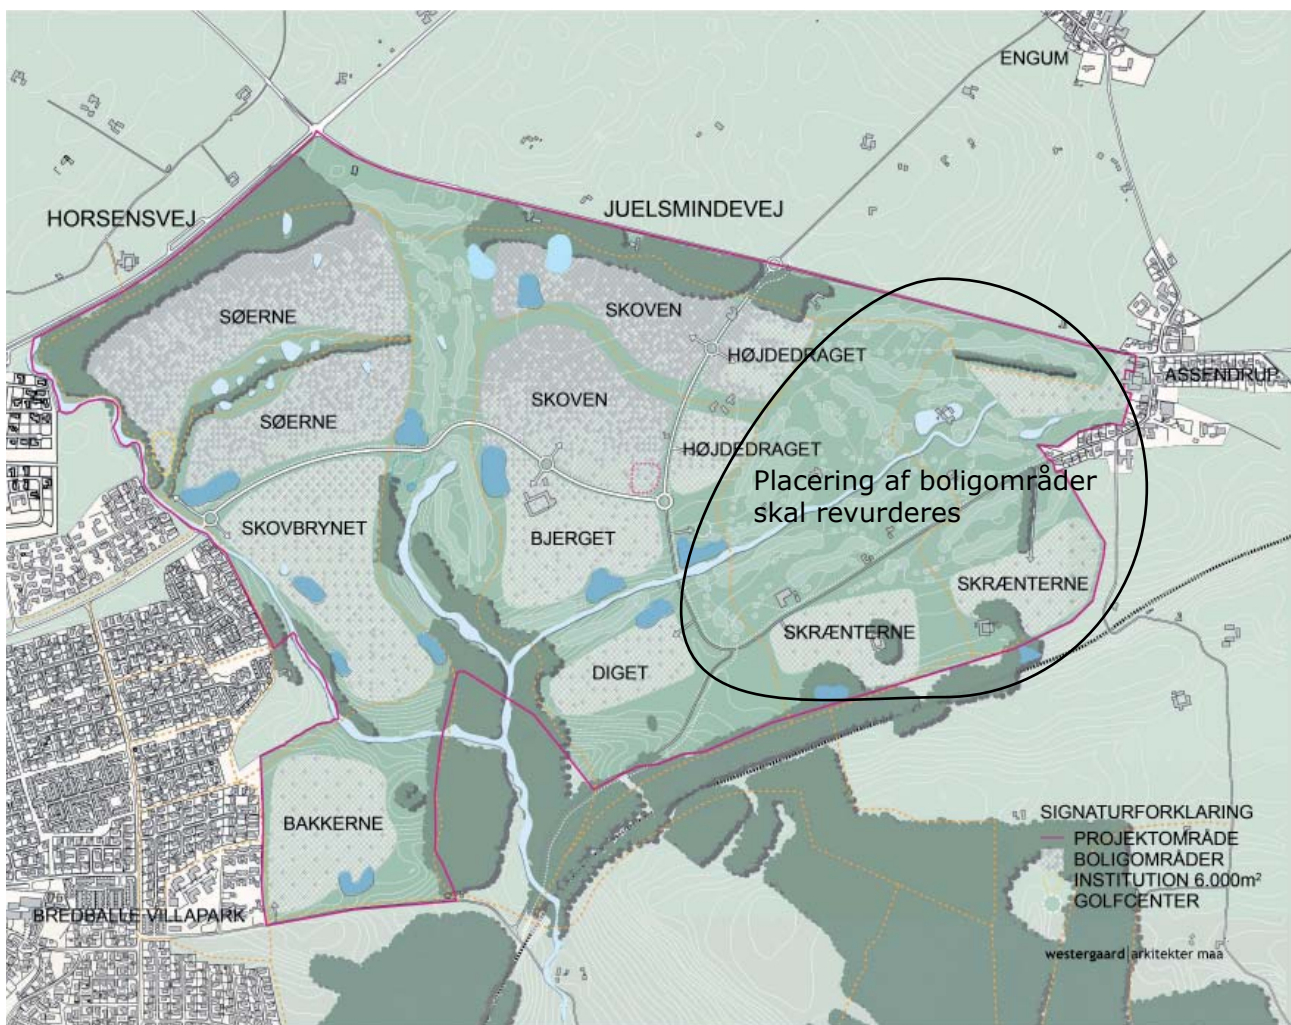 ENGUM
HORSENSVEJ
JUELSMINDEVEJ
SØERNE
SKOVEN
HØJDEDRAGET
ASSENDRUP
SKOVEN
SØERNE
HØJDEDRAGET
Placering af boligområder
skal revurderes
SKOVBRYNET
BJERGET
SKRÆNTERNE
SKRÆNTERNE
DIGET
BAKKERNE
BREDBALLE VILLAPARK
SIGNATURFORKLARING
PROJEKTOMRÅDE
BOLIGOMRÅDER
INSTITUTION 6.000m²
GOLFCENTER
westergaard|arkitekter maa